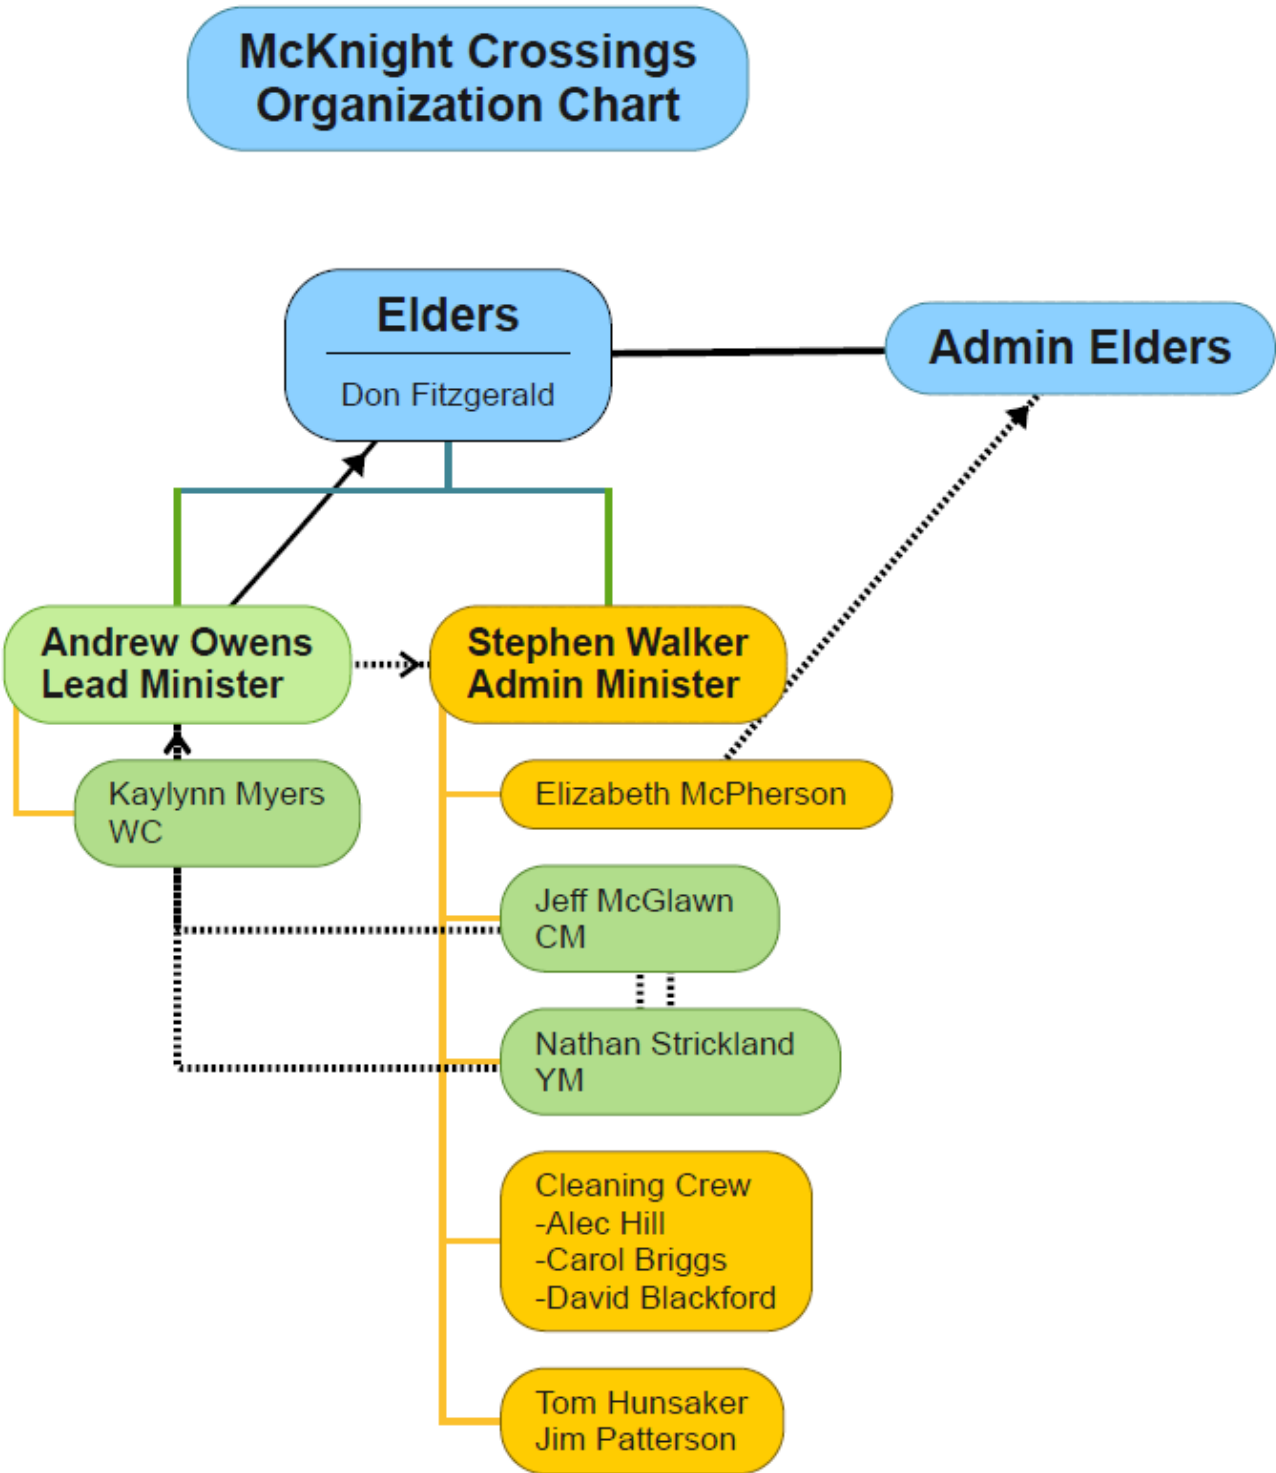 McKnight Crossings
Organization Chart
Elders
Don Fitzgerald
Admin Elders
Andrew Owens
Lead Minister
Stephen Walker
Admin Minister
Kaylynn Myers
WC
Elizabeth McPherson
Jeff McGlawn
CM
Nathan Strickland
YM
Cleaning Crew
-Alec Hill
-Carol Briggs
-David Blackford
Tom Hunsaker
Jim Patterson